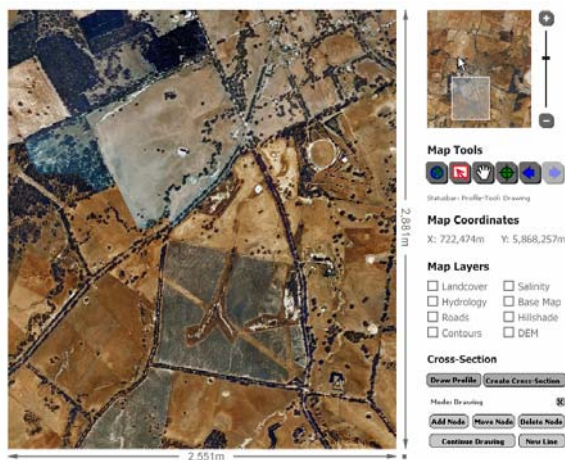 +
−
Map Tools
Statusbar: Profile-Tool: Drawing
Map Coordinates
X: 722,474m Y: 5,868,257m
Map Layers
Landcover Salinity
Hydrology Base Map
Roads Hillshade
Contours DEM
Cross-Section
Draw Profile Create Cross-Section
Mode: Drawing
Add Node Move Node Delete Node
Continue Drawing New Line
2,881m
2,551m